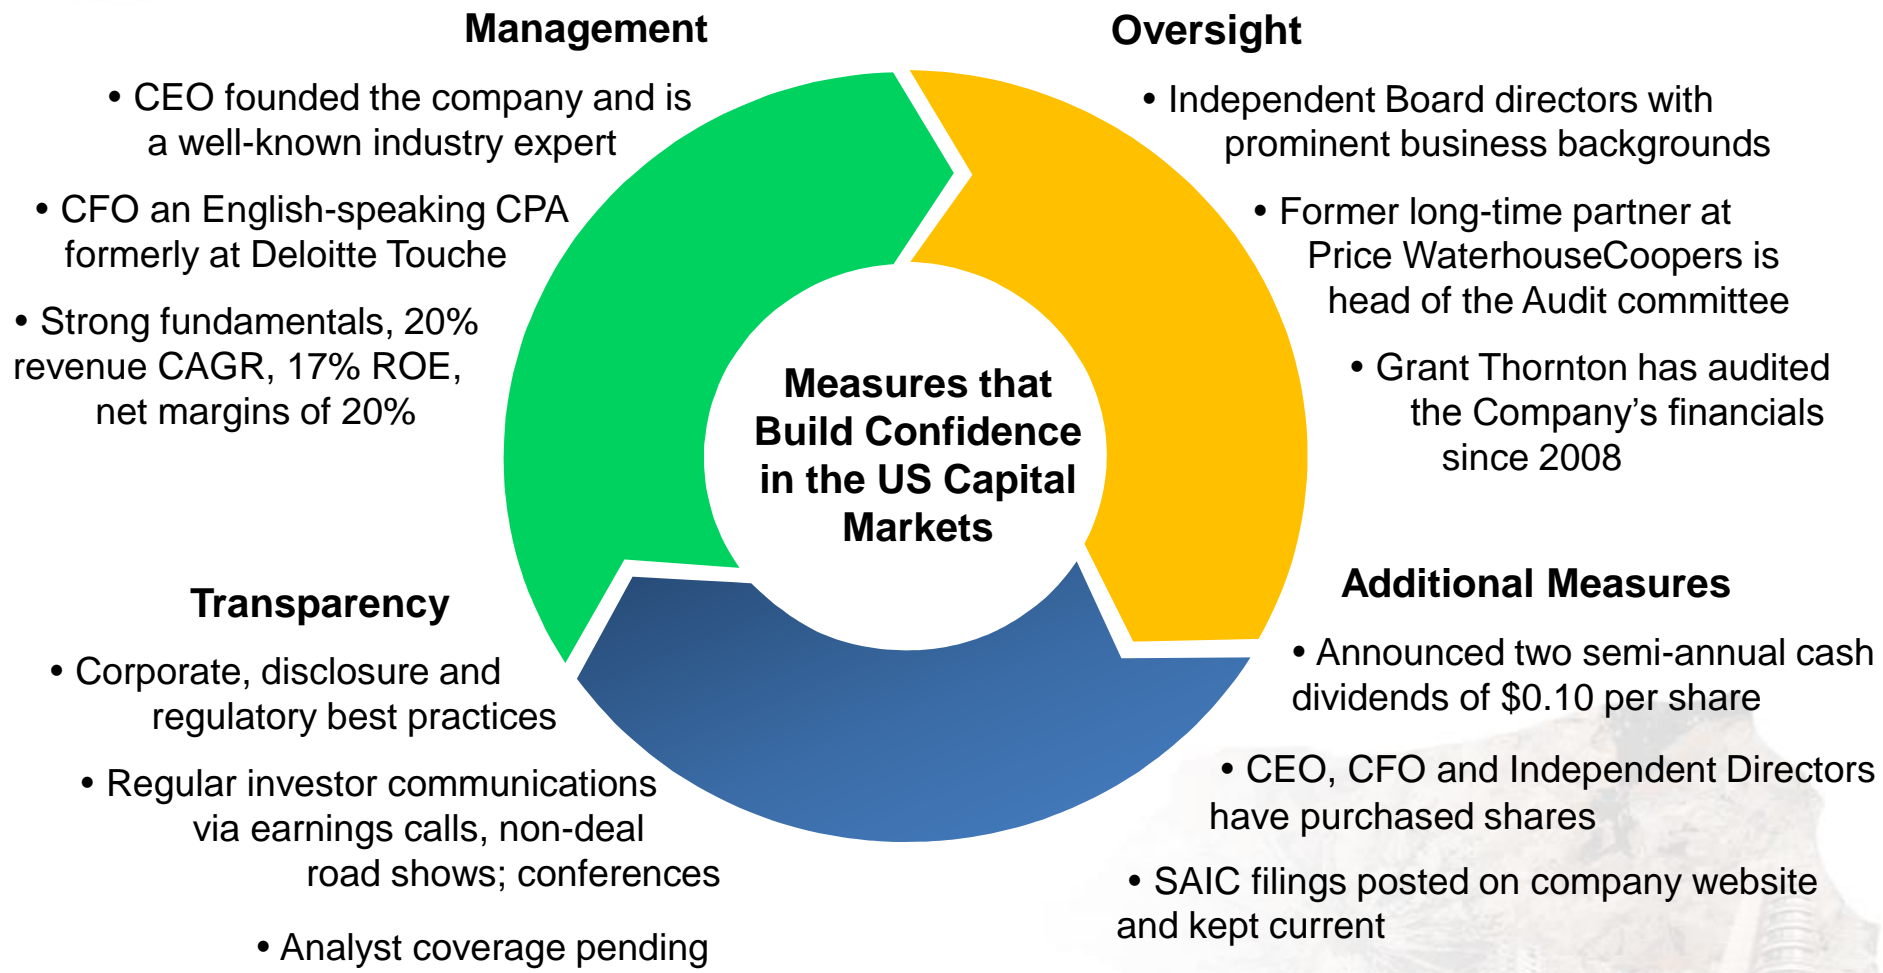 Management
• CEO founded the company and is
a well-known industry expert
• CFO an English-speaking CPA
formerly at Deloitte Touche
• Strong fundamentals, 20%
revenue CAGR, 17% ROE,
net margins of 20%
Oversight
• Independent Board directors with
prominent business backgrounds
• Former long-time partner at
Price WaterhouseCoopers is
head of the Audit committee
• Grant Thornton has audited
the Company’s financials
since 2008
Measures that
Build Confidence
in the US Capital
Markets
Transparency
• Corporate, disclosure and
regulatory best practices
• Regular investor communications
via earnings calls, non-deal
road shows; conferences
• Analyst coverage pending
Additional Measures
• Announced two semi-annual cash
dividends of $0.10 per share
• CEO, CFO and Independent Directors
have purchased shares
• SAIC filings posted on company website
and kept current